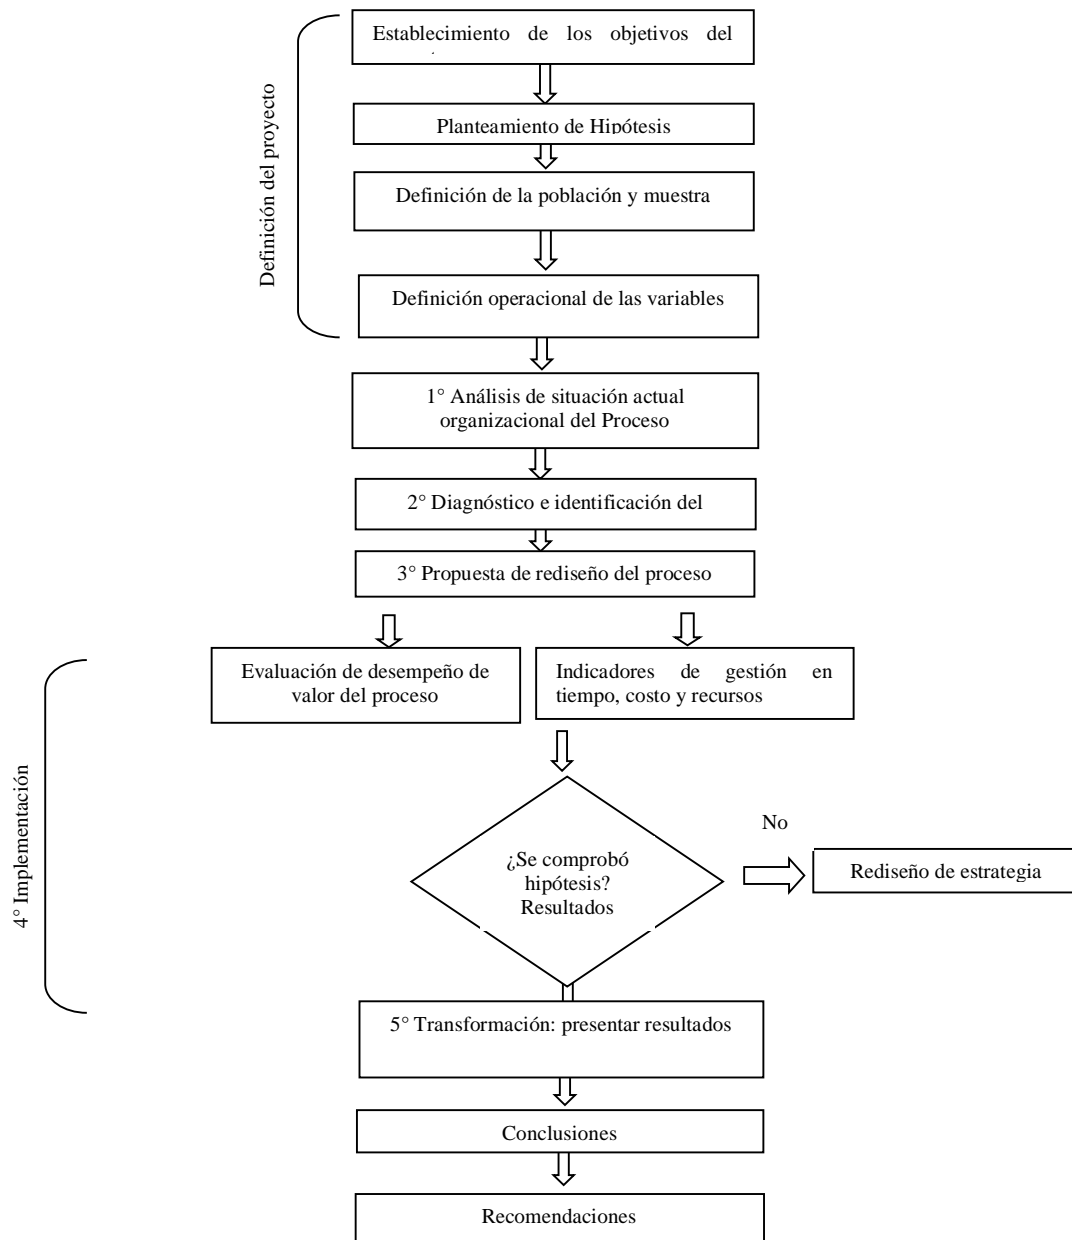 Establecimiento de los objetivos del
Definición del proyecto
Planteamiento de Hipótesis
Definición de la población y muestra
Definición operacional de las variables
1° Análisis de situación actual
organizacional del Proceso
2° Diagnóstico e identificación del
3° Propuesta de rediseño del proceso
Evaluación de desempeño de
valor del proceso
Indicadores de gestión en
tiempo, costo y recursos
4° Implementación
¿Se comprobó
hipótesis?
Resultados
No
Rediseño de estrategia
5° Transformación: presentar resultados
Conclusiones
Recomendaciones